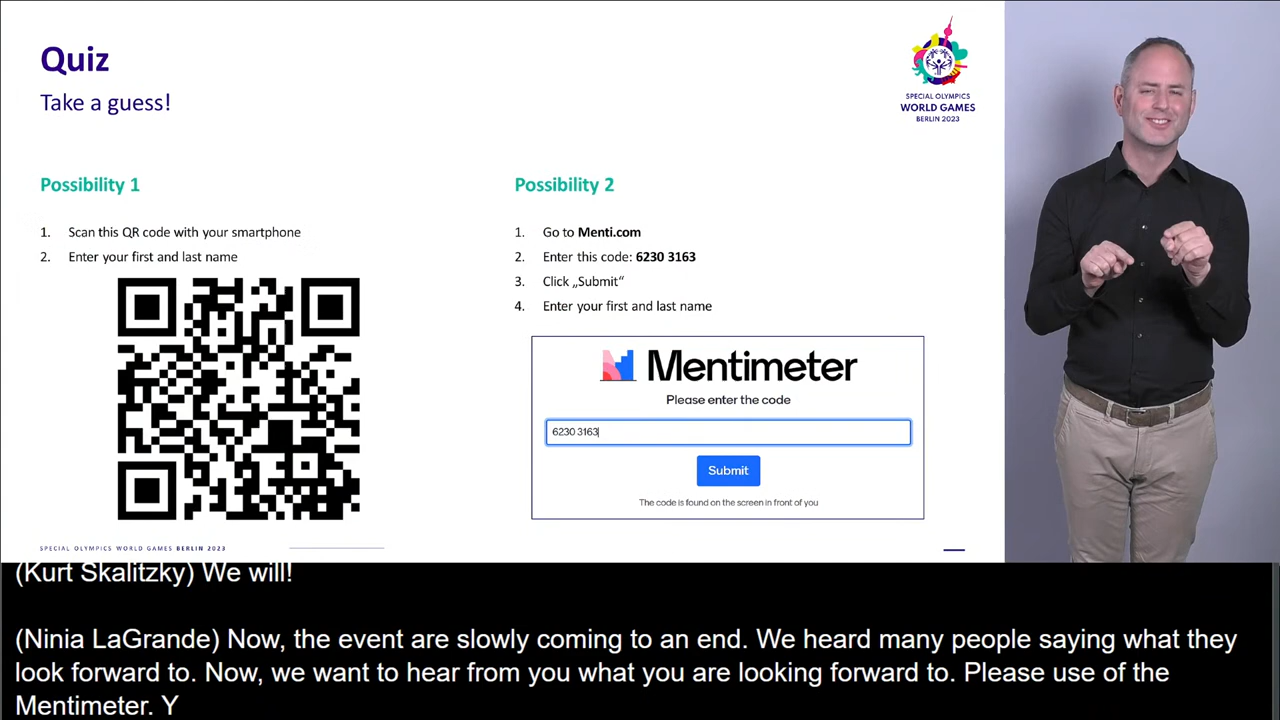 Quiz
Take a guess!
SPECIAL OLYMPICS
WORLD GAMES
BERLIN 2023
Possibility 1
1. Scan this QR code with your smartphone
2. Enter your first and last name
Possibility 2
1. Go to Menti.com
2. Enter this code: 6230 3163
3. Click „Submit“
4. Enter your first and last name
Mentimeter
Please enter the code
6230 3163
Submit
The code is found on the screen in front of you
SPECIAL OLYMPICS WORLD GAMES BERLIN 2023
(Kurt Skalitzky) We will!
(Ninia LaGrande) Now, the event are slowly coming to an end. We heard many people saying what they
look forward to. Now, we want to hear from you what you are looking forward to. Please use of the
Mentimeter. Y